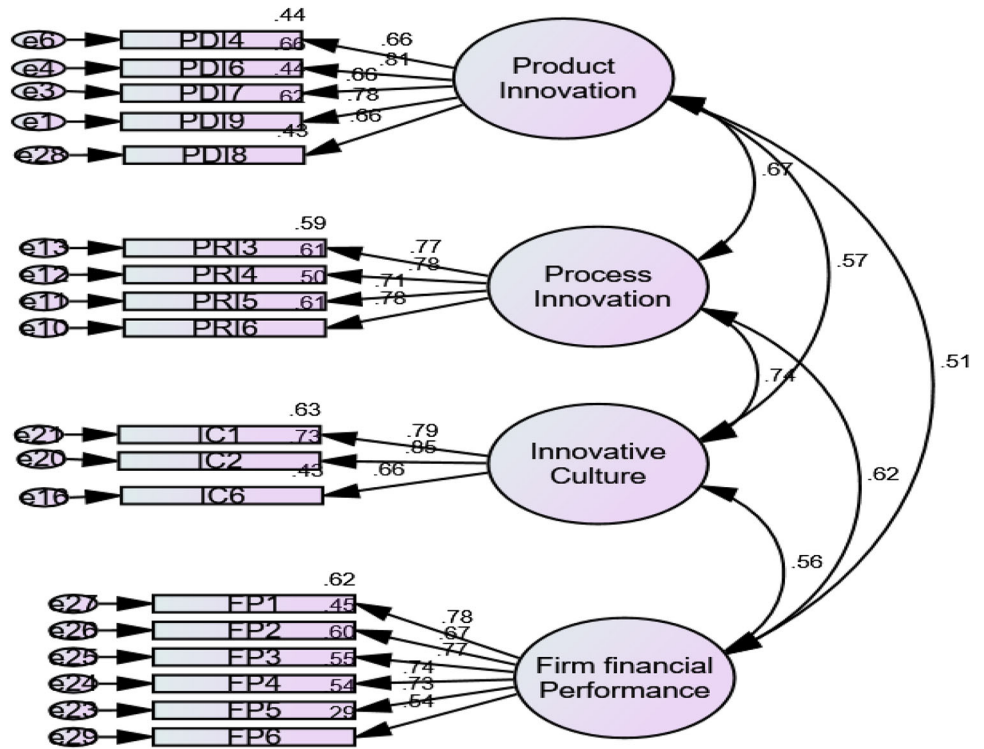 .44
e6 PDI4 .66 .66
e4 PDI6 .44 .81
e3 PDI7 .62 .66
e1 PDI9 .78
.43 .66
e28 PDI8
Product
Innovation
.67
.57
.59
e13 PRI3 .61 .77
e12 PRI4 .50 .78
e11 PRI5 .61 .71
e10 PRI6 .78
Process
Innovation
.51
.74
.63
e21 IC1 .73 .79
e20 IC2 .85
.43 .66
e16 IC6
Innovative
Culture
.62
.56
.62
e27 FP1 .45 .78
e26 FP2 .60 .67
e25 FP3 .55 .77
e24 FP4 .54 .74
e23 FP5 .29 .73
e29 FP6 .54
Firm financial
Performance